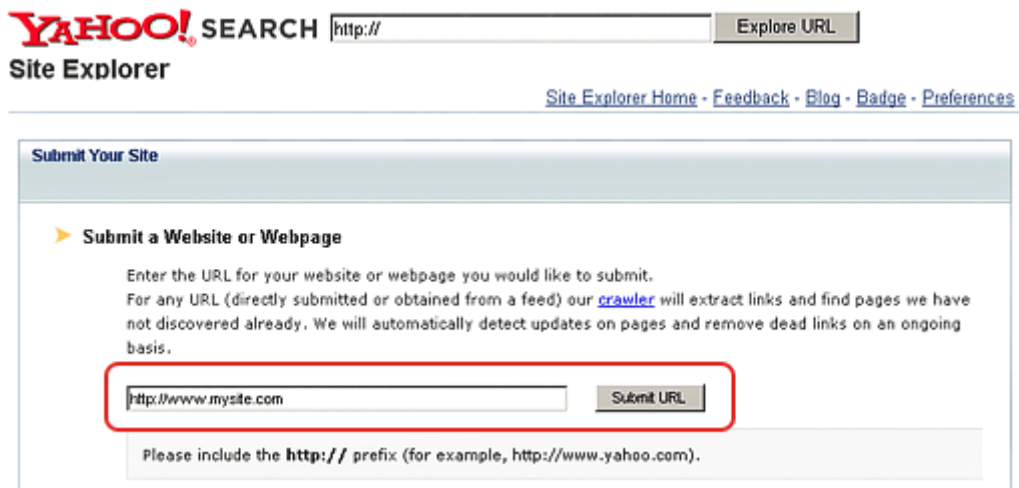 YAHOO! SEARCH http:// Explore URL
Site Explorer
Site Explorer Home - Feedback - Blog - Badge - Preferences
Submit Your Site
Submit a Website or Webpage
Enter the URL for your website or webpage you would like to submit.
For any URL (directly submitted or obtained from a feed) our crawler will extract links and find pages we have
not discovered already. We will automatically detect updates on pages and remove dead links on an ongoing
basis.
http://www.mysite.com Submit URL
Please include the http:// prefix (for example, http://www.yahoo.com).